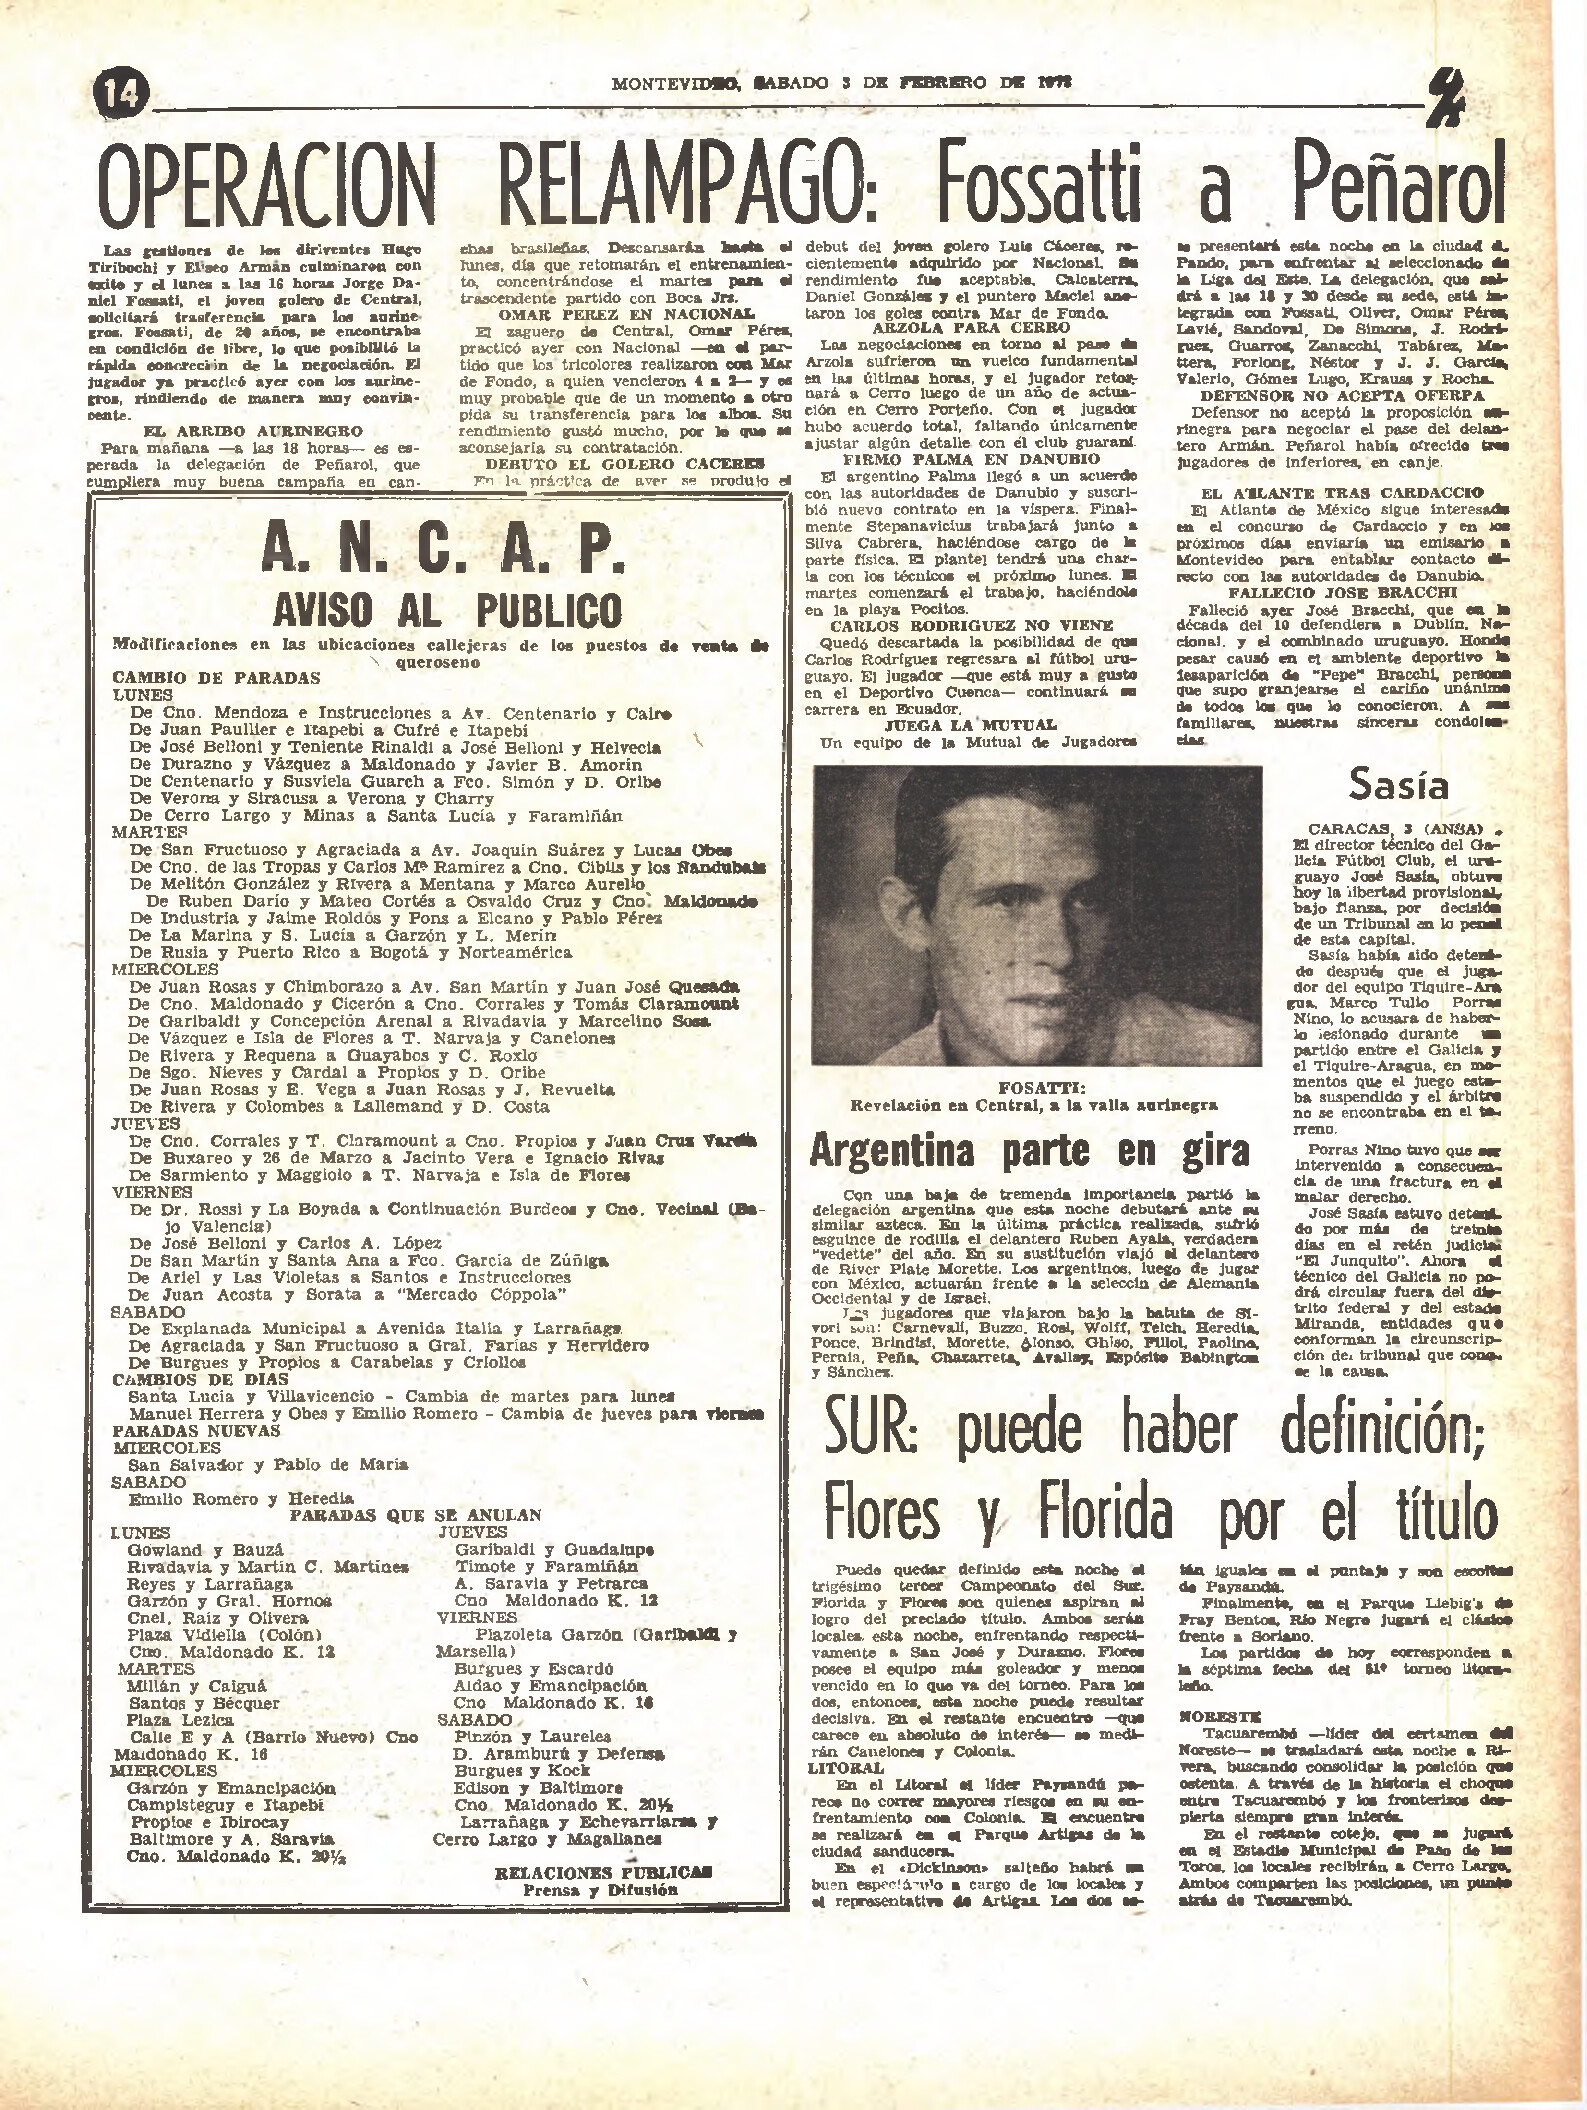 14
MONTEVIDEO, SABADO 3 DE FEBRERO DE 1973
OPERACION RELAMPAGO: Fossatti a Peñarol
Las gestiones de los dirigentes Hugo
Tiribochi y Eliseo Armán culminaron con
éxito y el lunes a las 16 horas Jorge Da-
niel Fossati, el joven golero de Central,
solicitará trasferencia para los aurine-
gros. Fossati, de 20 años, se encontraba
en condición de libre, lo que posibilitó la
rápida concreción de la negociación. El
jugador ya practicó ayer con los aurine-
gros, rindiendo de manera muy convin-
cente.
EL ARRIBO AURINEGRO
Para mañana —a las 18 horas— es es-
perada la delegación de Peñarol, que
cumpliera muy buena campaña en can-
chas brasileñas. Descansarán hasta el
lunes, día que retomarán el entrenamien-
to, concentrándose el martes para el
trascendente partido con Boca Jrs.
OMAR PEREZ EN NACIONAL
El zaguero de Central, Omar Péres,
practicó ayer con Nacional —en el par-
tido que los tricolores realizaron con Mar
de Fondo, a quien vencieron 4 a 2— y es
muy probable que de un momento a otro
pida su transferencia para los albos. Su
rendimiento gustó mucho, por lo que se
aconsejaría su contratación.
DEBUTO EL GOLERO CACERES
En la práctica de ayer se produjo el
debut del joven golero Luis Cáceres, re-
cientemente adquirido por Nacional. Su
rendimiento fue aceptable. Calcaterra,
Daniel Gonzáles y el puntero Maciel ano-
taron los goles contra Mar de Fondo.
ARZOLA PARA CERRO
Las negociaciones en torno al pase de
Arzola sufrieron un vuelco fundamental
en las últimas horas, y el jugador retor-
nará a Cerro luego de un año de actua-
ción en Cerro Porteño. Con el jugador
hubo acuerdo total, faltando únicamente
ajustar algún detalle con él club guaraní.
FIRMO PALMA EN DANUBIO
El argentino Palma llegó a un acuerdo
con las autoridades de Danubio y suscri-
bió nuevo contrato en la víspera. Final-
mente Stepanavicius trabajará junto a
Silva Cabrera, haciéndose cargo de la
parte física. El plantel tendrá una char-
la con los técnicos el próximo lunes. El
martes comenzará el trabajo, haciéndole
en la playa Pocitos.
CARLOS RODRIGUEZ NO VIENE
Quedó descartada la posibilidad de que
Carlos Rodríguez regresara al fútbol uru-
guayo. El jugador —que está muy a gusto
en el Deportivo Cuenca— continuará su
carrera en Ecuador.
JUEGA LA MUTUAL
Un equipo de la Mutual de Jugadores
se presentará esta noche en la ciudad d.
Pando, para enfrentar al seleccionado de
la Liga del Este. La delegación, que sal-
drá a las 18 y 30 desde su sede, está in-
tegrada con Fossati, Oliver, Omar Péres,
Lavié, Sandoval, De Simone, J. Rodrí-
guez, Guarros, Zanacchi, Tabárez, Ma-
ttera, Forlong, Néstor y J. J. García,
Valerio, Gómes Lugo, Krauss y Rocha.
DEFENSOR NO ACEPTA OFERPA
Defensor no aceptó la proposición au-
rinegra para negociar el pase del delan-
tero Armán. Peñarol había ofrecido tres
jugadores de inferiores, en canje.
EL ATLANTE TRAS CARDACCIO
El Atlante de México sigue interesada
en el concurso de Cardaccio y en los
próximos días enviaría un emisario a
Montevideo para entablar contacto di-
recto con las autoridades de Danubio.
FALLECIO JOSE BRACCHI
Falleció ayer José Bracchi, que en la
década del 10 defendiera a Dublín, Na-
cional, y el combinado uruguayo. Hondo
pesar causó en el ambiente deportivo la
desaparición de "Pepe" Bracchi, persona
que supo granjearse el cariño unánime
de todos los que lo conocieron. A sus
familiares, nuestras sinceras condolen-
cias.
A. N. C. A. P.
AVISO AL PUBLICO
Modificaciones en las ubicaciones callejeras de los puestos de venta de
queroseno
CAMBIO DE PARADAS
LUNES
De Cno. Mendoza e Instrucciones a Av. Centenario y Cairo
De Juan Paullier e Itapebi a Cufré e Itapebi
De José Belloni y Teniente Rinaldi a José Belloni y Helvecia
De Durazno y Vázquez a Maldonado y Javier B. Amorin
De Centenario y Susviela Guarch a Fco. Simón y D. Oribe
De Verona y Siracusa a Verona y Charry
De Cerro Largo y Minas a Santa Lucía y Faramiñán
MARTES
De San Fructuoso y Agraciada a Av. Joaquín Suárez y Lucas Obes
De Cno. de las Tropas y Carlos Mª Ramírez a Cno. Cibils y los Ñandubais
De Melitón González y Rivera a Mentana y Marco Aurelio
De Ruben Darío y Mateo Cortés a Osvaldo Cruz y Cno. Maldonado
De Industria y Jaime Roldós y Pons a Elcano y Pablo Pérez
De La Marina y S. Lucía a Garzón y L. Merin
De Rusia y Puerto Rico a Bogotá y Norteamérica
MIERCOLES
De Juan Rosas y Chimborazo a Av. San Martín y Juan José Quesada
De Cno. Maldonado y Cicerón a Cno. Corrales y Tomás Claramount
De Garibaldi y Concepción Arenal a Rivadavia y Marcelino Sosa
De Vázquez e Isla de Flores a T. Narvaja y Canelones
De Rivera y Requena a Guayabos y C. Roxlo
De Sgo. Nieves y Cardal a Propios y D. Oribe
De Juan Rosas y E. Vega a Juan Rosas y J. Revuelta
De Rivera y Colombes a Lallemand y D. Costa
JUEVES
De Cno. Corrales y T. Claramount a Cno. Propios y Juan Cruz Varela
De Buxareo y 26 de Marzo a Jacinto Vera e Ignacio Rivas
De Sarmiento y Maggiolo a T. Narvaja e Isla de Flores
VIERNES
De Dr. Rossi y La Boyada a Continuación Burdeos y Cno. Vecinal (Ba-
jo Valencia)
De José Belloni y Carlos A. López
De San Martín y Santa Ana a Fco. García de Zúñiga
De Ariel y Las Violetas a Santos e Instrucciones
De Juan Acosta y Sorata a "Mercado Cóppola"
SABADO
De Explanada Municipal a Avenida Italia y Larrañaga
De Agraciada y San Fructuoso a Gral. Farías y Hervidero
De Burgues y Propios a Carabelas y Criollos
CAMBIOS DE DIAS
Santa Lucía y Villavicencio - Cambia de martes para lunes
Manuel Herrera y Obes y Emilio Romero - Cambia de jueves para viernes
PARADAS NUEVAS
MIERCOLES
San Salvador y Pablo de María
SABADO
Emilio Romero y Heredia
PARADAS QUE SE ANULAN
LUNES
Gowland y Bauzá
Rivadavia y Martín C. Martínes
Reyes y Larrañaga
Garzón y Gral. Hornos
Cnel. Raíz y Olivera
Plaza Vidiella (Colón)
Cno. Maldonado K. 12
MARTES
Millán y Caiguá
Santos y Bécquer
Plaza Lezica
Calle E y A (Barrio Nuevo) Cno
Maldonado K. 16
MIERCOLES
Garzón y Emancipación
Campisteguy e Itapebi
Propios e Ibirocay
Baltimore y A. Saravia
Cno. Maldonado K. 20½
JUEVES
Garibaldi y Guadalupe
Timote y Faramiñán
A. Saravia y Petrarca
Cno Maldonado K. 12
VIERNES
Plazoleta Garzón (Garibaldi y
Marsella)
Burgues y Escardó
Aldao y Emancipación
Cno Maldonado K. 16
SABADO
Pinzón y Laureles
D. Aramburú y Defensa
Burgues y Kock
Edison y Baltimore
Cno. Maldonado K. 20½
Larrañaga y Echevarriarza y
Cerro Largo y Magallanes
RELACIONES PUBLICAS
Prensa y Difusión
FOSATTI:
Revelación en Central, a la valla aurinegra
Argentina parte en gira
Con una baja de tremenda importancia partió la
delegación argentina que esta noche debutará ante su
similar azteca. En la última práctica realizada, sufrió
esguince de rodilla el delantero Ruben Ayala, verdadera
"vedette" del año. En su sustitución viajó el delantero
de River Plate Morette. Los argentinos, luego de jugar
con México, actuarán frente a la selección de Alemania
Occidental y de Israel.
Los jugadores que viajaron bajo la batuta de Si-
vori son: Carnevali, Buzzo, Rosi, Wolff, Telch, Heredia,
Ponce, Brindisi, Morette, Alonso, Ghiso, Fillol, Paolino,
Pernia, Peña, Chazarreta, Avallay, Espósito Babington
y Sánchez.
Sasía
CARACAS, 3 (ANSA) .
El director técnico del Ga-
licia Fútbol Club, el uru-
guayo José Sasía, obtuvo
hoy la libertad provisional,
bajo fianza, por decisión
de un Tribunal en lo penal
de esta capital.
Sasía había sido deteni-
do después que el juga-
dor del equipo Tiquire-Ara
gua, Marco Tulio Porras
Nino, lo acusara de haber-
lo lesionado durante un
partido entre el Galicia y
el Tiquire-Aragua, en mo-
mentos que el juego esta-
ba suspendido y el árbitro
no se encontraba en el te-
rreno.
Porras Nino tuvo que ser
intervenido a consecuen-
cia de una fractura en el
malar derecho.
José Sasía estuvo deteni-
do por más de treinta
días en el retén judicial
"El Junquito". Ahora el
técnico del Galicia no po-
drá circular fuera del dis-
trito federal y del estado
Miranda, entidades que
conforman la circunscrip-
ción del tribunal que cono-
ce la causa.
SUR: puede haber definición;
Flores y Florida por el título
Puede quedar definido esta noche el
trigésimo tercer Campeonato del Sur.
Florida y Flores son quienes aspiran al
logro del preciado título. Ambos serán
locales, esta noche, enfrentando respecti-
vamente a San José y Durazno. Flores
posee el equipo más goleador y menos
vencido en lo que va del torneo. Para los
dos, entonces, esta noche puede resultar
decisiva. En el restante encuentro —que
carece en absoluto de interés— se medi-
rán Canelones y Colonia.
LITORAL
En el Litoral el líder Paysandú pa-
rece no correr mayores riesgos en su en-
frentamiento con Colonia. El encuentro
se realizará en el Parque Artigas de la
ciudad sanducera.
En el «Dickinson» salteño habrá un
buen espectáculo a cargo de los locales y
el representativo de Artigas. Los dos es-
tán iguales en el puntaje y son escoltas
de Paysandú.
Finalmente, en el Parque Liebig's de
Fray Bentos, Río Negro jugará el clásico
frente a Soriano.
Los partidos de hoy corresponden a
la séptima fecha del 51º torneo litora-
leño.
NORESTE
Tacuarembó —líder del certamen del
Noreste— se trasladará esta noche a Ri-
vera, buscando consolidar la posición que
ostenta. A través de la historia el choque
entre Tacuarembó y los fronterizos des-
pierta siempre gran interés.
En el restante cotejo, que se jugará
en el Estadio Municipal de Paso de los
Toros, los locales recibirán a Cerro Largo.
Ambos comparten las posiciones, un punto
atrás de Tacuarembó.